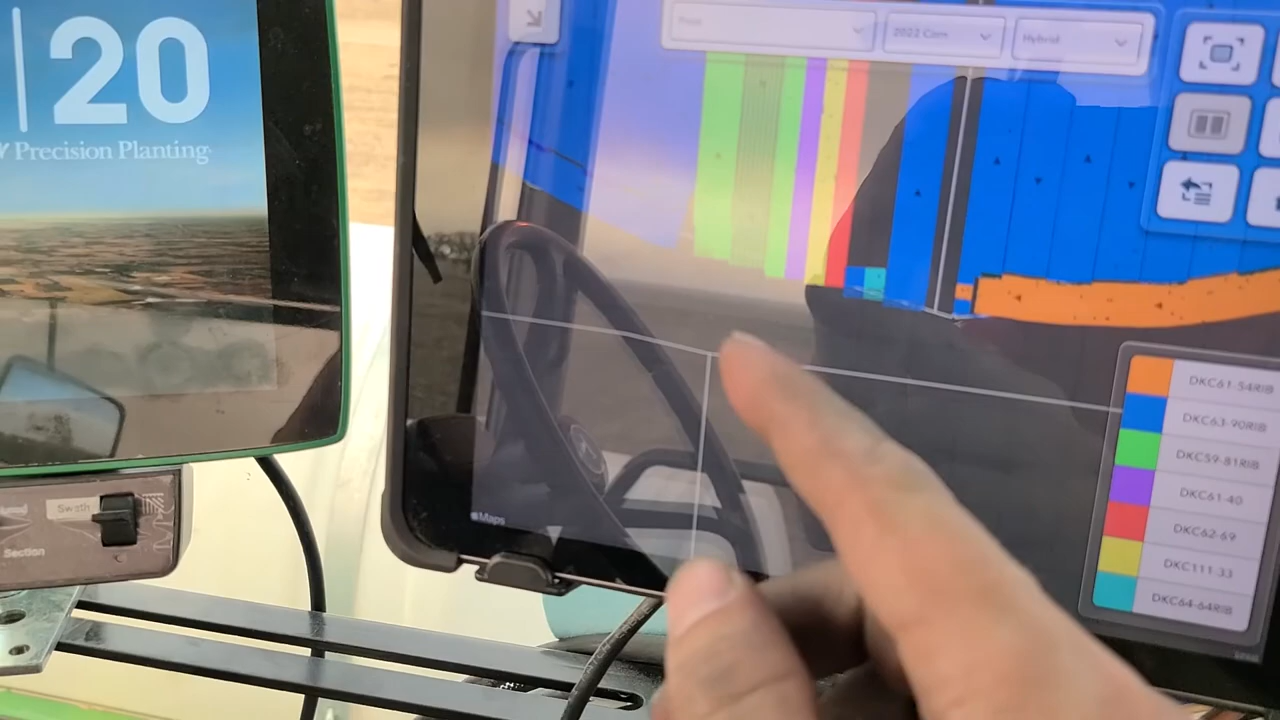 20
Precision Planting
2022 Corn
Hybrid
DKC61-54RIB
DKC63-90RIB
DKC59-81RIB
DKC61-40
DKC62-69
DKC111-33
DKC64-64RIB
Maps
Swath
Section